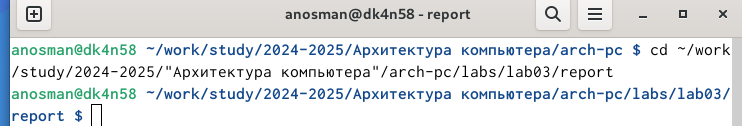 anosman@dk4n58 - report
anosman@dk4n58 ~/work/study/2024-2025/Архитектура компьютера/arch-pc $ cd ~/work
/study/2024-2025/"Архитектура компьютера"/arch-pc/labs/lab03/report
anosman@dk4n58 ~/work/study/2024-2025/Архитектура компьютера/arch-pc/labs/lab03/
report $